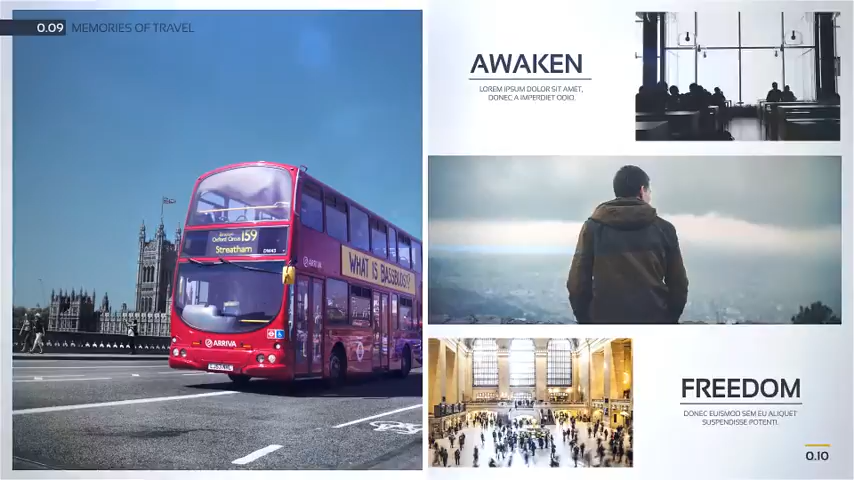 0.09 MEMORIES OF TRAVEL
159
Streatham
WHAT IS BASSBUDS?
ARRIVA
AWAKEN
LOREM IPSUM DOLOR SIT AMET,
DONEC A IMPERDIET ODIO.
FREEDOM
DONEC EUISMOD SEM EU ALIQUET
SUSPENDISSE POTENTI.
0.10